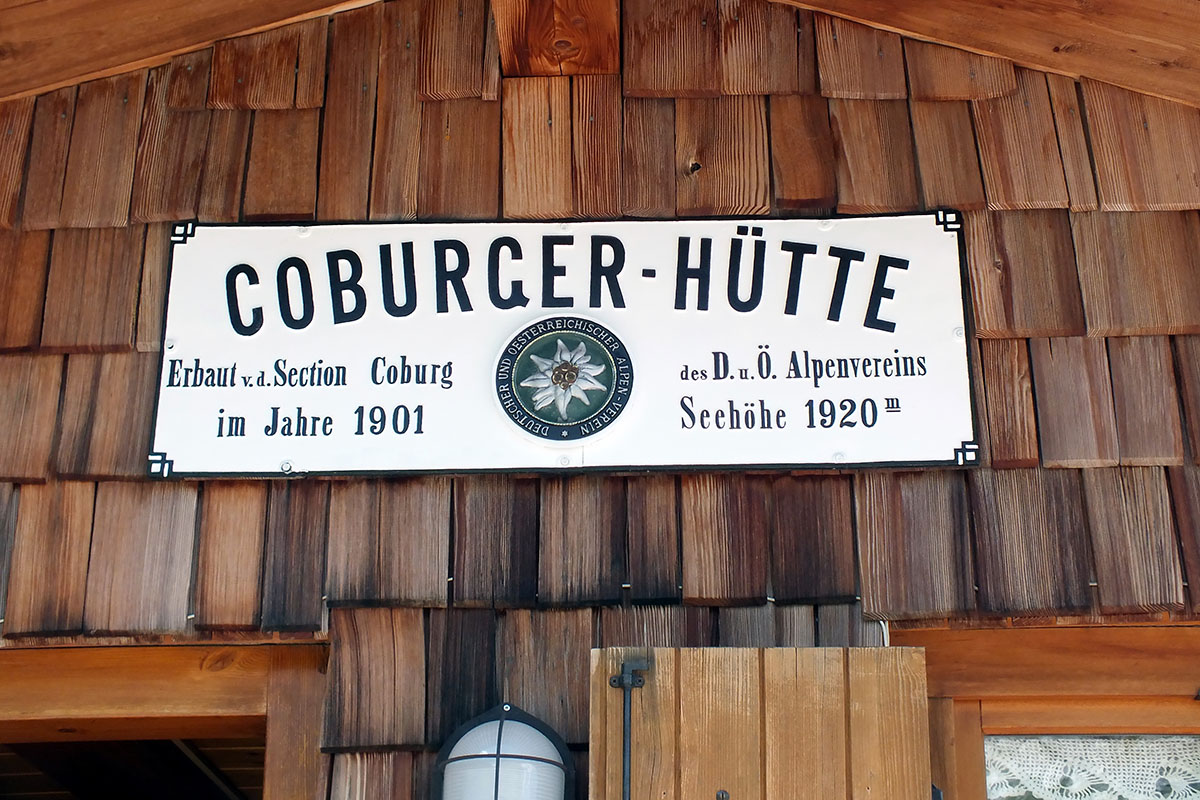 COBURGER-HÜTTE
Erbaut v. d. Section Coburg
im Jahre 1901
DEUTSCHER UND OESTERREICHISCHER ALPEN-VEREIN
des D. u. Ö. Alpenvereins
Seehöhe 1920 m